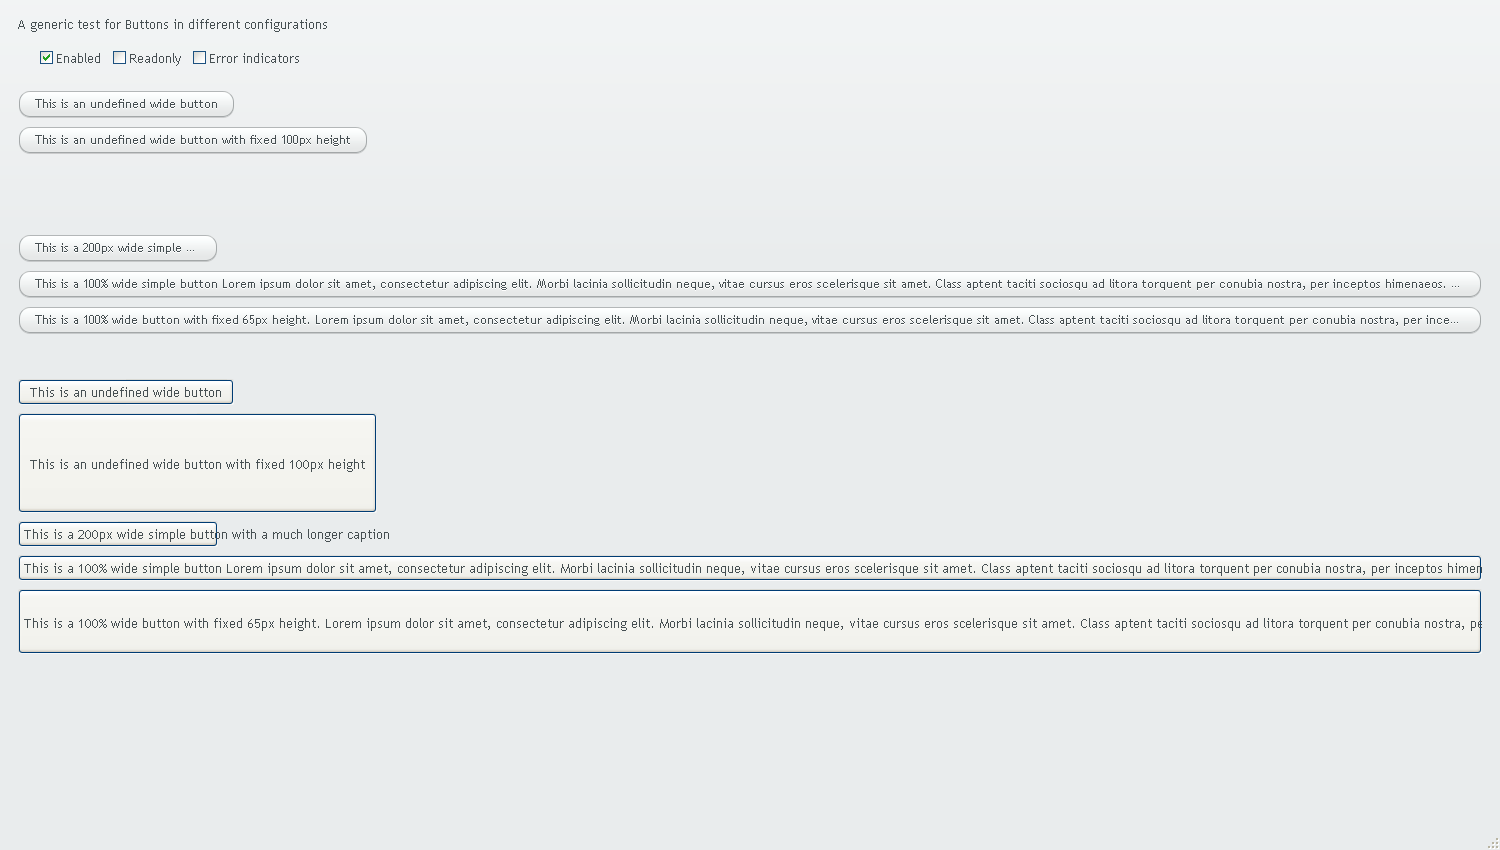 A generic test for Buttons in different configurations
Enabled Readonly Error indicators
This is an undefined wide button
This is an undefined wide button with fixed 100px height
This is a 200px wide simple ...
This is a 100% wide simple button Lorem ipsum dolor sit amet, consectetur adipiscing elit. Morbi lacinia sollicitudin neque, vitae cursus eros scelerisque sit amet. Class aptent taciti sociosqu ad litora torquent per conubia nostra, per inceptos himenaeos. ...
This is a 100% wide button with fixed 65px height. Lorem ipsum dolor sit amet, consectetur adipiscing elit. Morbi lacinia sollicitudin neque, vitae cursus eros scelerisque sit amet. Class aptent taciti sociosqu ad litora torquent per conubia nostra, per ince...
This is an undefined wide button
This is an undefined wide button with fixed 100px height
This is a 200px wide simple button with a much longer caption
This is a 100% wide simple button Lorem ipsum dolor sit amet, consectetur adipiscing elit. Morbi lacinia sollicitudin neque, vitae cursus eros scelerisque sit amet. Class aptent taciti sociosqu ad litora torquent per conubia nostra, per inceptos himen
This is a 100% wide button with fixed 65px height. Lorem ipsum dolor sit amet, consectetur adipiscing elit. Morbi lacinia sollicitudin neque, vitae cursus eros scelerisque sit amet. Class aptent taciti sociosqu ad litora torquent per conubia nostra, pe